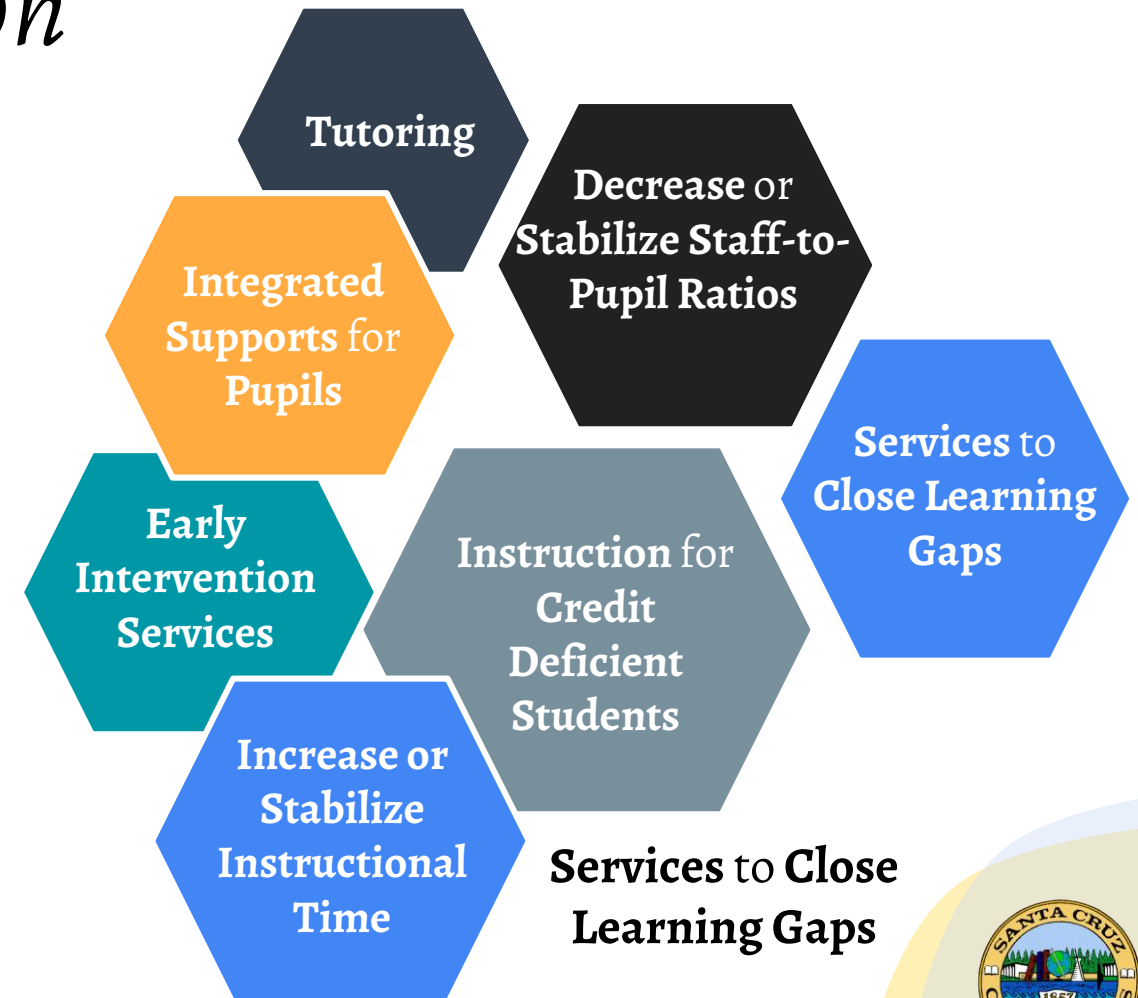 Tutoring
Decrease or
Stabilize Staff-to-
Pupil Ratios
Integrated
Supports for
Pupils
Services to
Close Learning
Gaps
Early
Intervention
Services
Instruction for
Credit
Deficient
Students
Increase or
Stabilize
Instructional
Time
Services to Close
Learning Gaps
SANTA CRUZ
1857